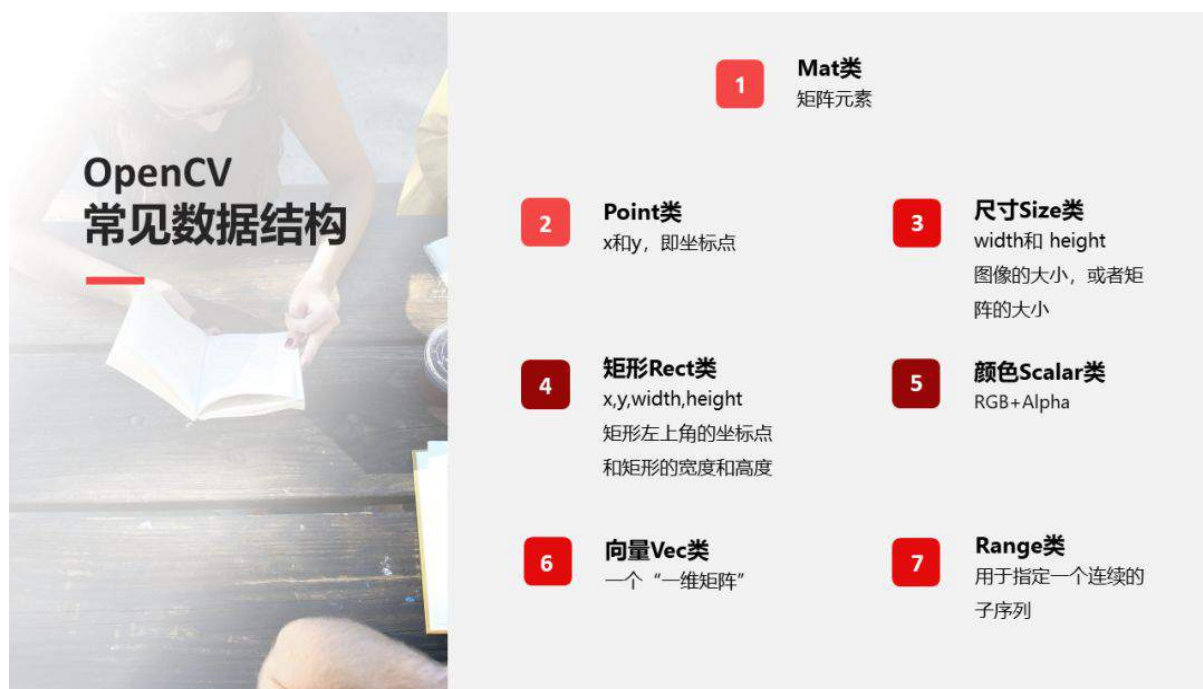 OpenCV
常见数据结构
1
Mat类
矩阵元素
2
Point类
x和y，即坐标点
3
尺寸Size类
width和 height
图像的大小，或者矩
阵的大小
4
矩形Rect类
x,y,width,height
矩形左上角的坐标点
和矩形的宽度和高度
5
颜色Scalar类
RGB+Alpha
6
向量Vec类
一个“一维矩阵”
7
Range类
用于指定一个连续的
子序列